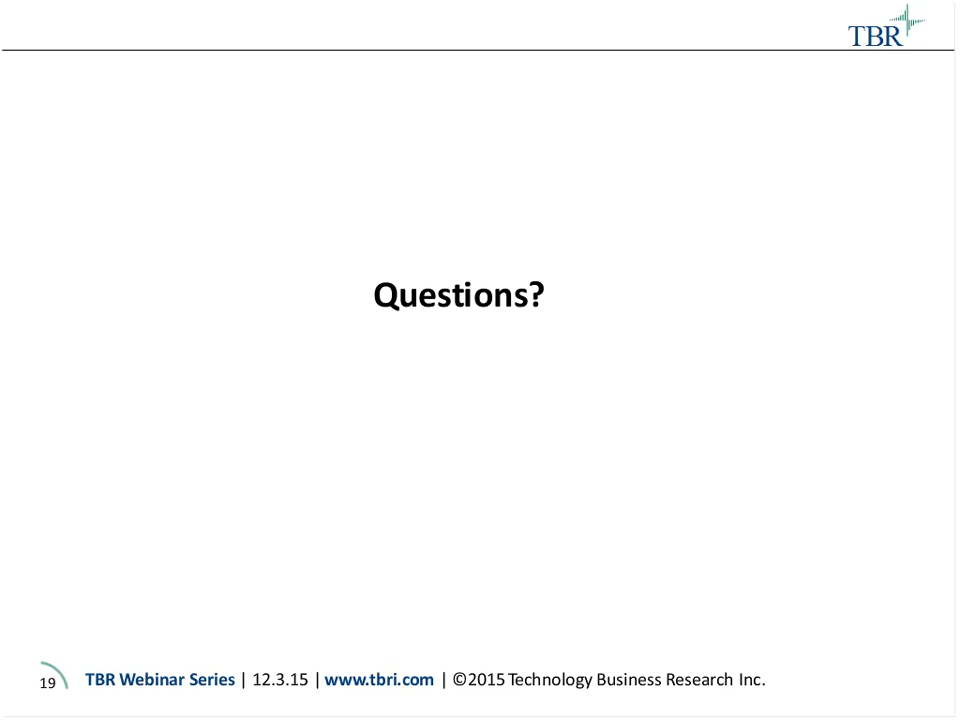 TBR
Questions?
19 TBR Webinar Series | 12.3.15 | www.tbri.com | ©2015 Technology Business Research Inc.